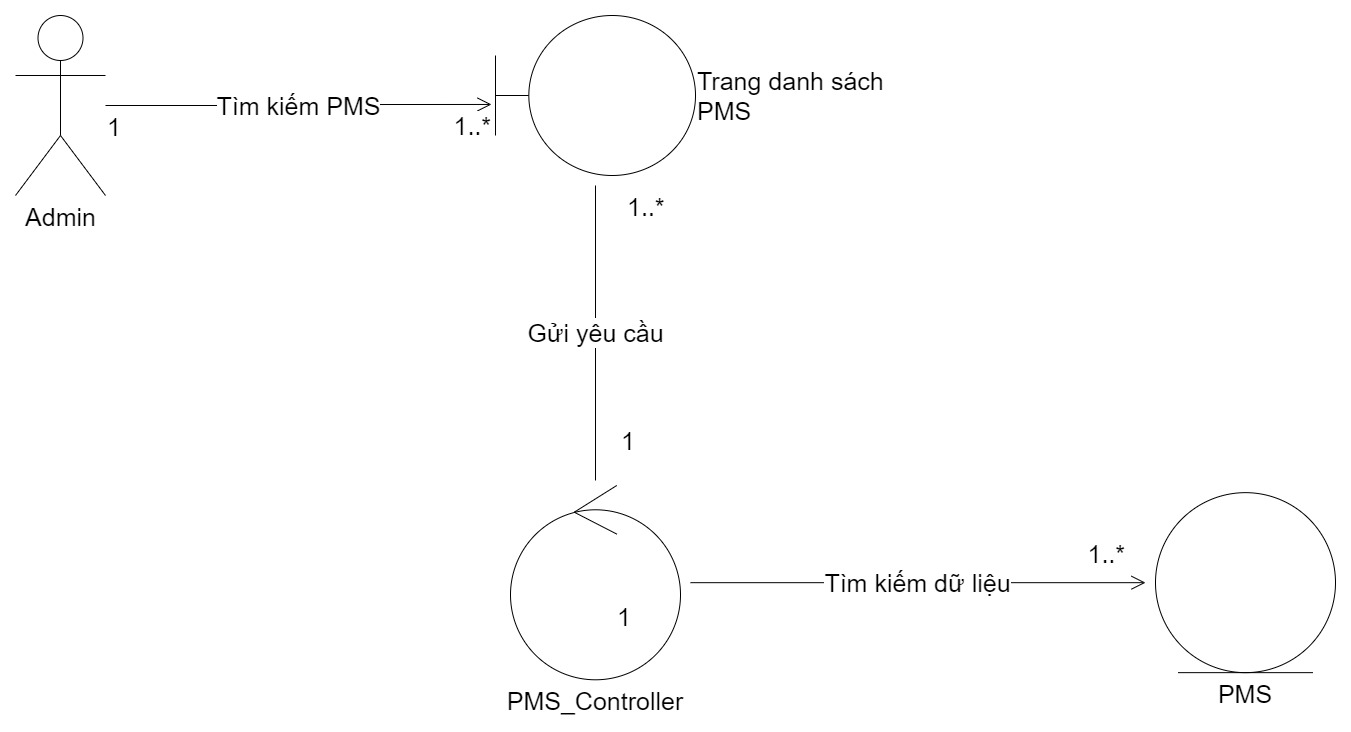 Tìm kiếm PMS
1
1..*
Admin
Trang danh sách
PMS
1..*
Gửi yêu cầu
1
1
PMS_Controller
Tìm kiếm dữ liệu
1..*
PMS